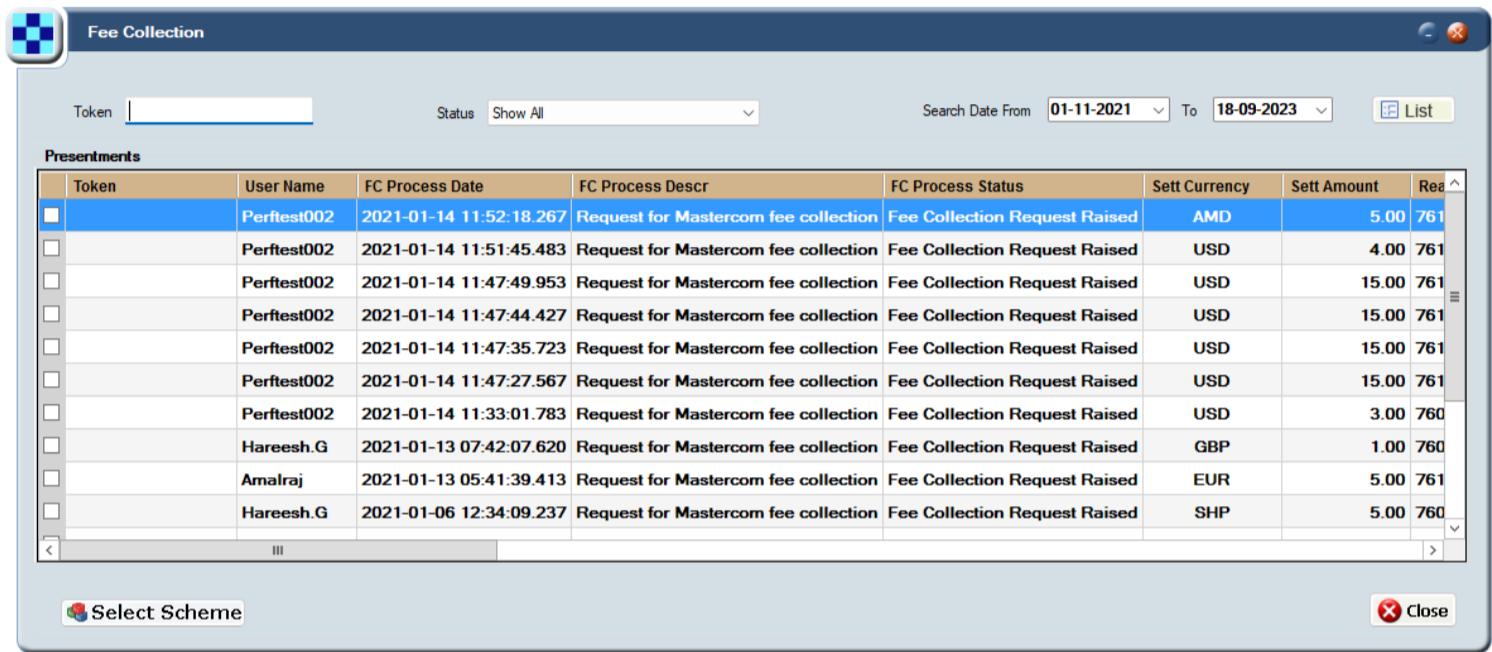 Fee Collection
Token Status Show All Search Date From 01-11-2021 To 18-09-2023 List
Presentments
Token User Name FC Process Date FC Process Descr FC Process Status Sett Currency Sett Amount Rea
Perftest002 2021-01-14 11:52:18.267 Request for Mastercom fee collection Fee Collection Request Raised AMD 5.00 761
Perftest002 2021-01-14 11:51:45.483 Request for Mastercom fee collection Fee Collection Request Raised USD 4.00 761
Perftest002 2021-01-14 11:47:49.953 Request for Mastercom fee collection Fee Collection Request Raised USD 15.00 761
Perftest002 2021-01-14 11:47:44.427 Request for Mastercom fee collection Fee Collection Request Raised USD 15.00 761
Perftest002 2021-01-14 11:47:35.723 Request for Mastercom fee collection Fee Collection Request Raised USD 15.00 761
Perftest002 2021-01-14 11:47:27.567 Request for Mastercom fee collection Fee Collection Request Raised USD 15.00 761
Perftest002 2021-01-14 11:33:01.783 Request for Mastercom fee collection Fee Collection Request Raised USD 3.00 760
Hareesh.G 2021-01-13 07:42:07.620 Request for Mastercom fee collection Fee Collection Request Raised GBP 1.00 760
Amalraj 2021-01-13 05:41:39.413 Request for Mastercom fee collection Fee Collection Request Raised EUR 5.00 761
Hareesh.G 2021-01-06 12:34:09.237 Request for Mastercom fee collection Fee Collection Request Raised SHP 5.00 760
Select Scheme Close